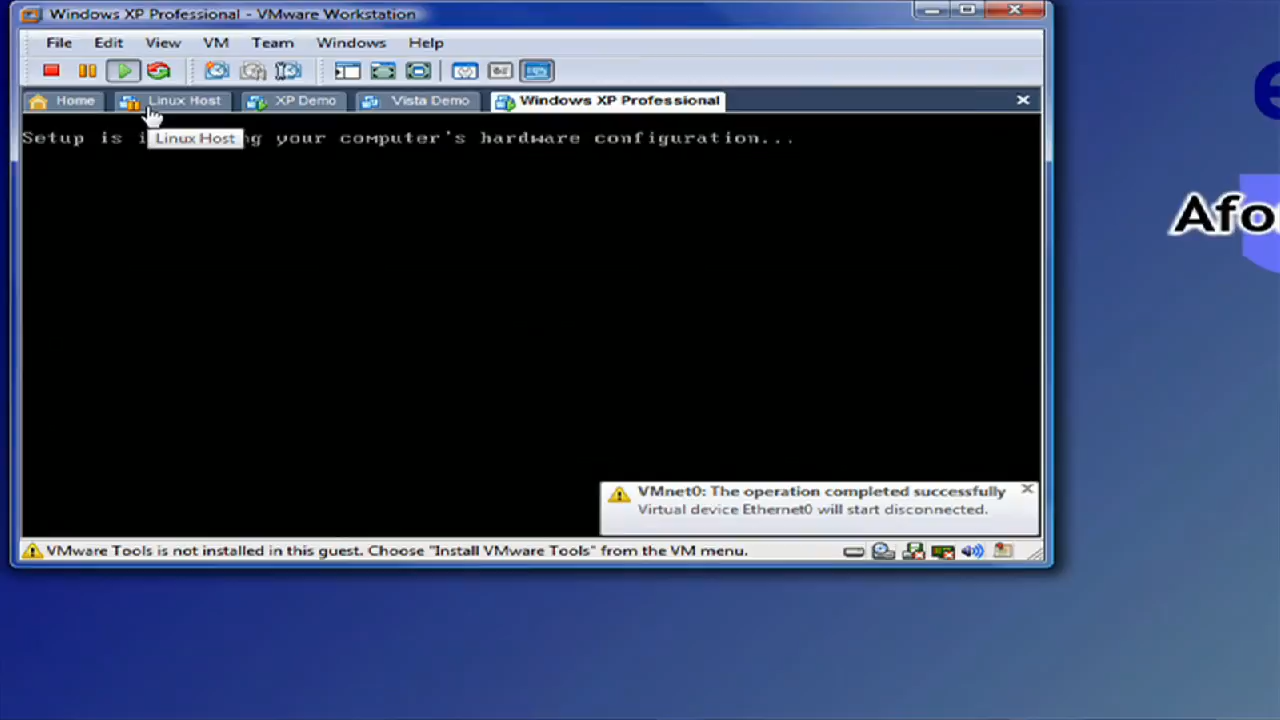 Windows XP Professional - VMware Workstation
File Edit View VM Team Windows Help
Home Linux Host XP Demo Vista Demo Windows XP Professional
Setup is i ng your computer's hardware configuration...
Linux Host
Afo
VMnet0: The operation completed successfully
Virtual device Ethernet0 will start disconnected.
VMware Tools is not installed in this guest. Choose "Install VMware Tools" from the VM menu.